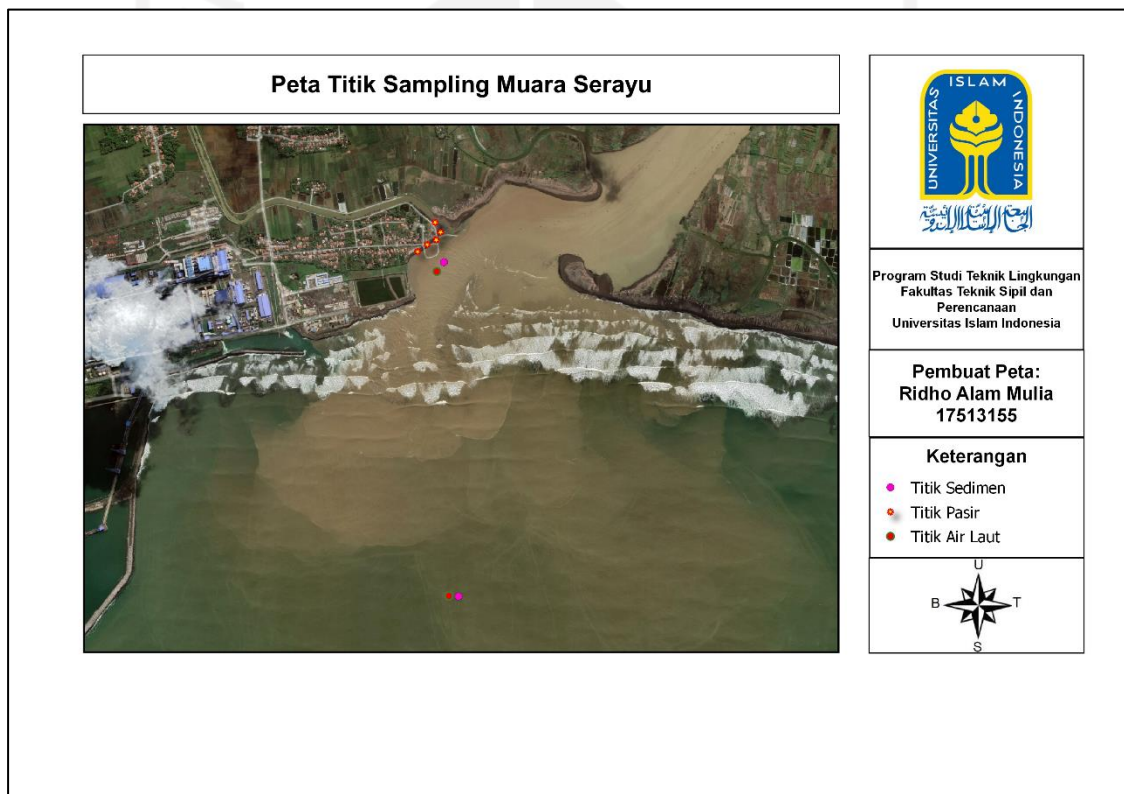 Peta Titik Sampling Muara Serayu
UNIVERSITAS ISLAM INDONESIA
Program Studi Teknik Lingkungan
Fakultas Teknik Sipil dan
Perencanaan
Universitas Islam Indonesia
Pembuat Peta:
Ridho Alam Mulia
17513155
Keterangan
Titik Sedimen
Titik Pasir
Titik Air Laut
U
B T
S